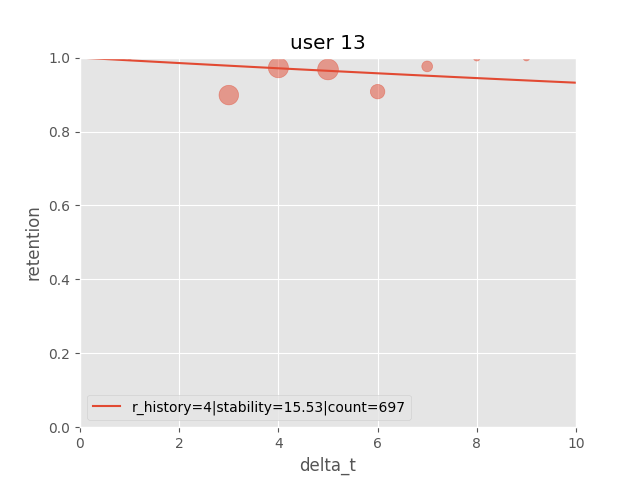 user 13
1.0
0.8
0.6
0.4
0.2
0.0
retention
r_history=4|stability=15.53|count=697
0 2 4 6 8 10
delta_t